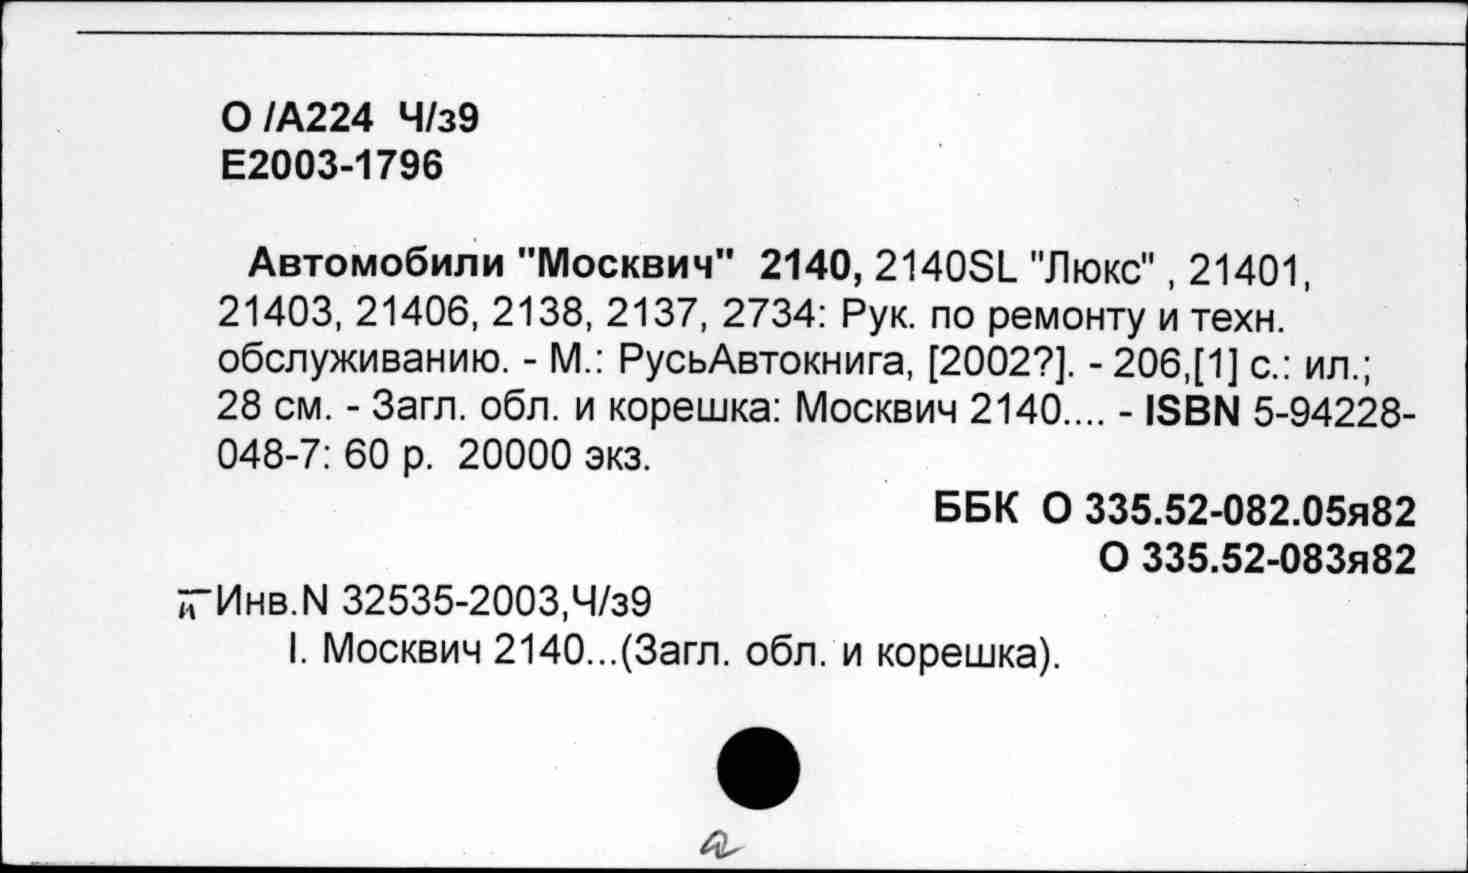 О /А224 Ч/з9
Е2003-1796
Автомобили "Москвич" 2140, 2140SL "Люкс" , 21401,
21403, 21406, 2138, 2137, 2734: Рук. по ремонту и техн.
обслуживанию. - М.: РусьАвтокнига, [2002?]. - 206,[1] с.: ил.;
28 см. - Загл. обл. и корешка: Москвич 2140.... - ISBN 5-94228-
048-7: 60 р. 20000 экз.
ББК О 335.52-082.05я82
О 335.52-083я82
Инв.N 32535-2003,Ч/з9
I. Москвич 2140...(Загл. обл. и корешка).